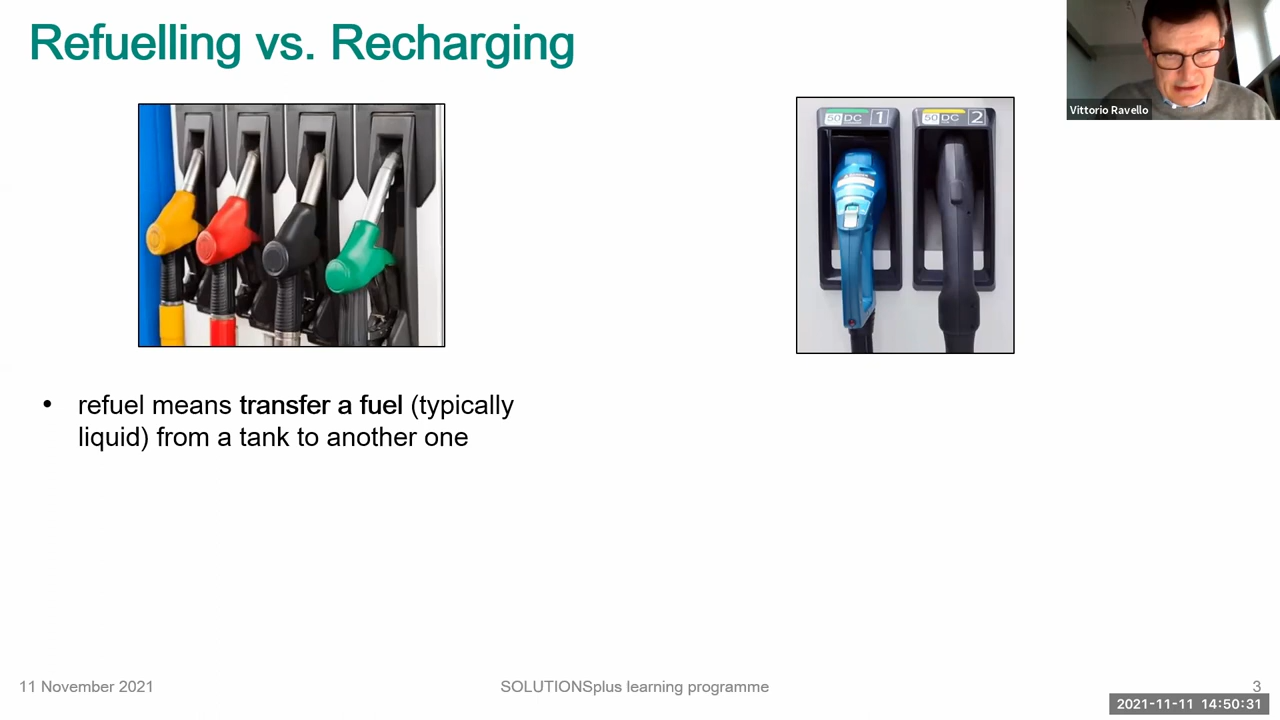 Refuelling vs. Recharging
Vittorio Ravello
50 DC 1
50 DC 2
• refuel means transfer a fuel (typically
liquid) from a tank to another one
11 November 2021
SOLUTIONSplus learning programme
3
2021-11-11 14:50:31